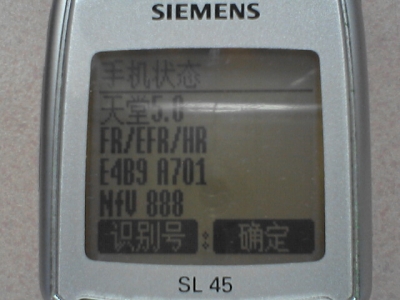 SIEMENS
手机状态
天堂5.0
FR/EFR/HR
E4B9 A701
NfV 888
识别号 : 确定
SL 45